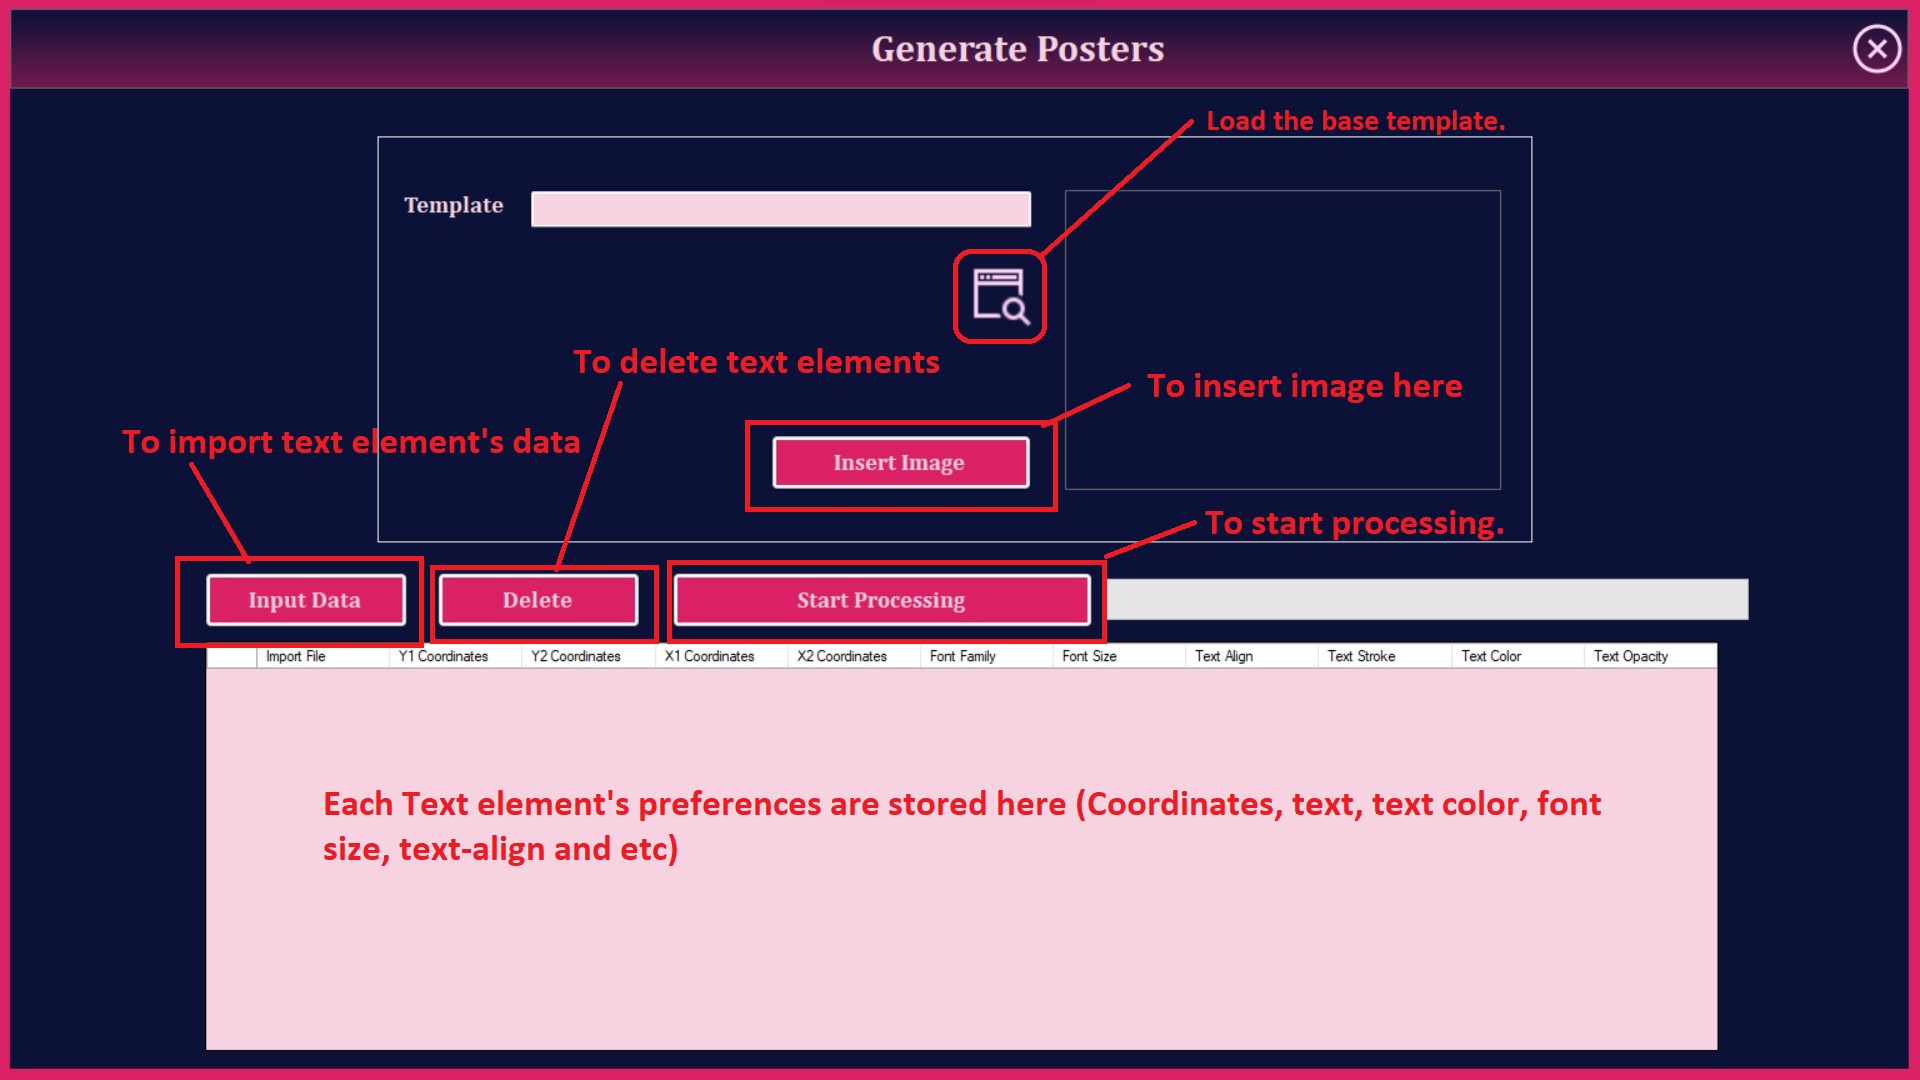 Generate Posters
Load the base template.
Template
To delete text elements
To insert image here
To import text element's data
Insert Image
To start processing.
Input Data
Delete
Start Processing
Import File
Y1 Coordinates
Y2 Coordinates
X1 Coordinates
X2 Coordinates
Font Family
Font Size
Text Align
Text Stroke
Text Color
Text Opacity
Each Text element's preferences are stored here (Coordinates, text, text color, font
size, text-align and etc)